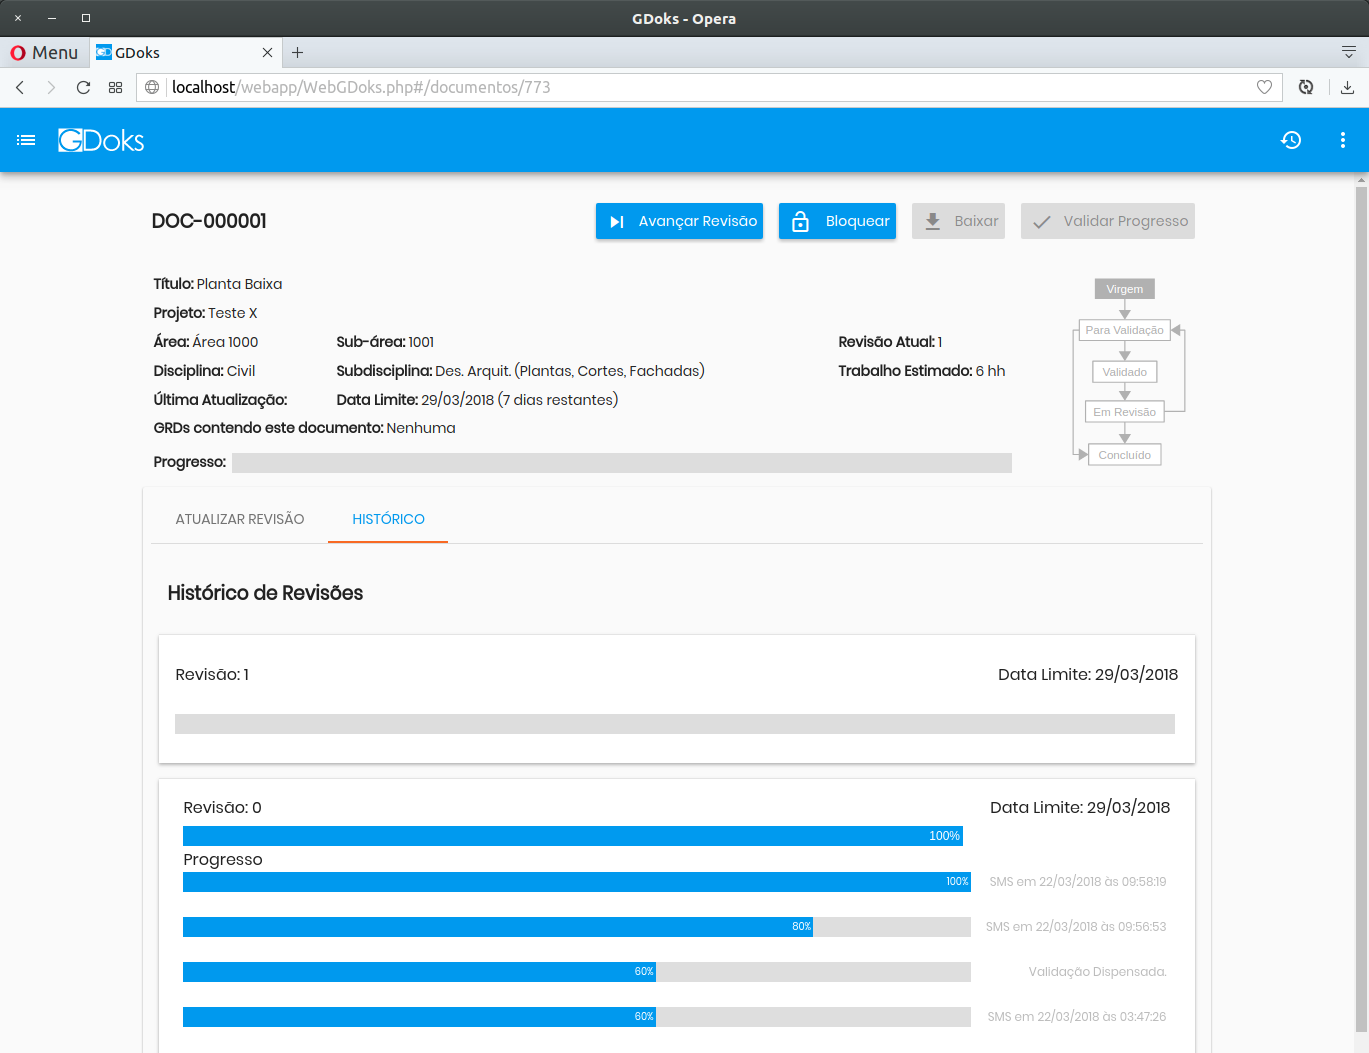 GDoks - Opera
Menu
GDoks
localhost/webapp/WebGDoks.php#/documentos/773
GDoks
DOC-000001
Avançar Revisão
Bloquear
Baixar
Validar Progresso
Título: Planta Baixa
Projeto: Teste X
Área: Área 1000
Sub-área: 1001
Revisão Atual: 1
Disciplina: Civil
Subdisciplina: Des. Arquit. (Plantas, Cortes, Fachadas)
Trabalho Estimado: 6 hh
Última Atualização:
Data Limite: 29/03/2018 (7 dias restantes)
GRDs contendo este documento: Nenhuma
Progresso:
Virgem
Para Validação
Validado
Em Revisão
Concluído
ATUALIZAR REVISÃO
HISTÓRICO
Histórico de Revisões
Revisão: 1
Data Limite: 29/03/2018
Revisão: 0
Data Limite: 29/03/2018
100%
Progresso
100%
SMS em 22/03/2018 às 09:58:19
80%
SMS em 22/03/2018 às 09:56:53
60%
Validação Dispensada.
60%
SMS em 22/03/2018 às 03:47:26